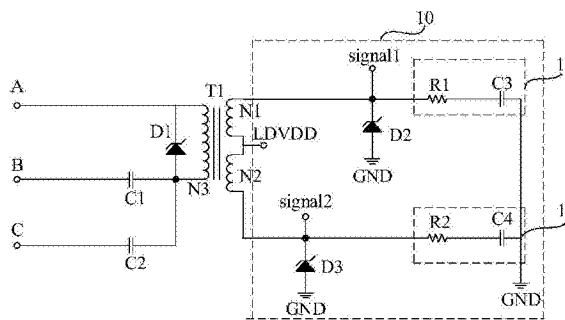 10
signal1
1
A
T1
R1
C3
N1
D1
D2
LDVDD
B
GND
N2
C1
N3
signal2
1
R2
C4
C
C2
D3
GND
GND